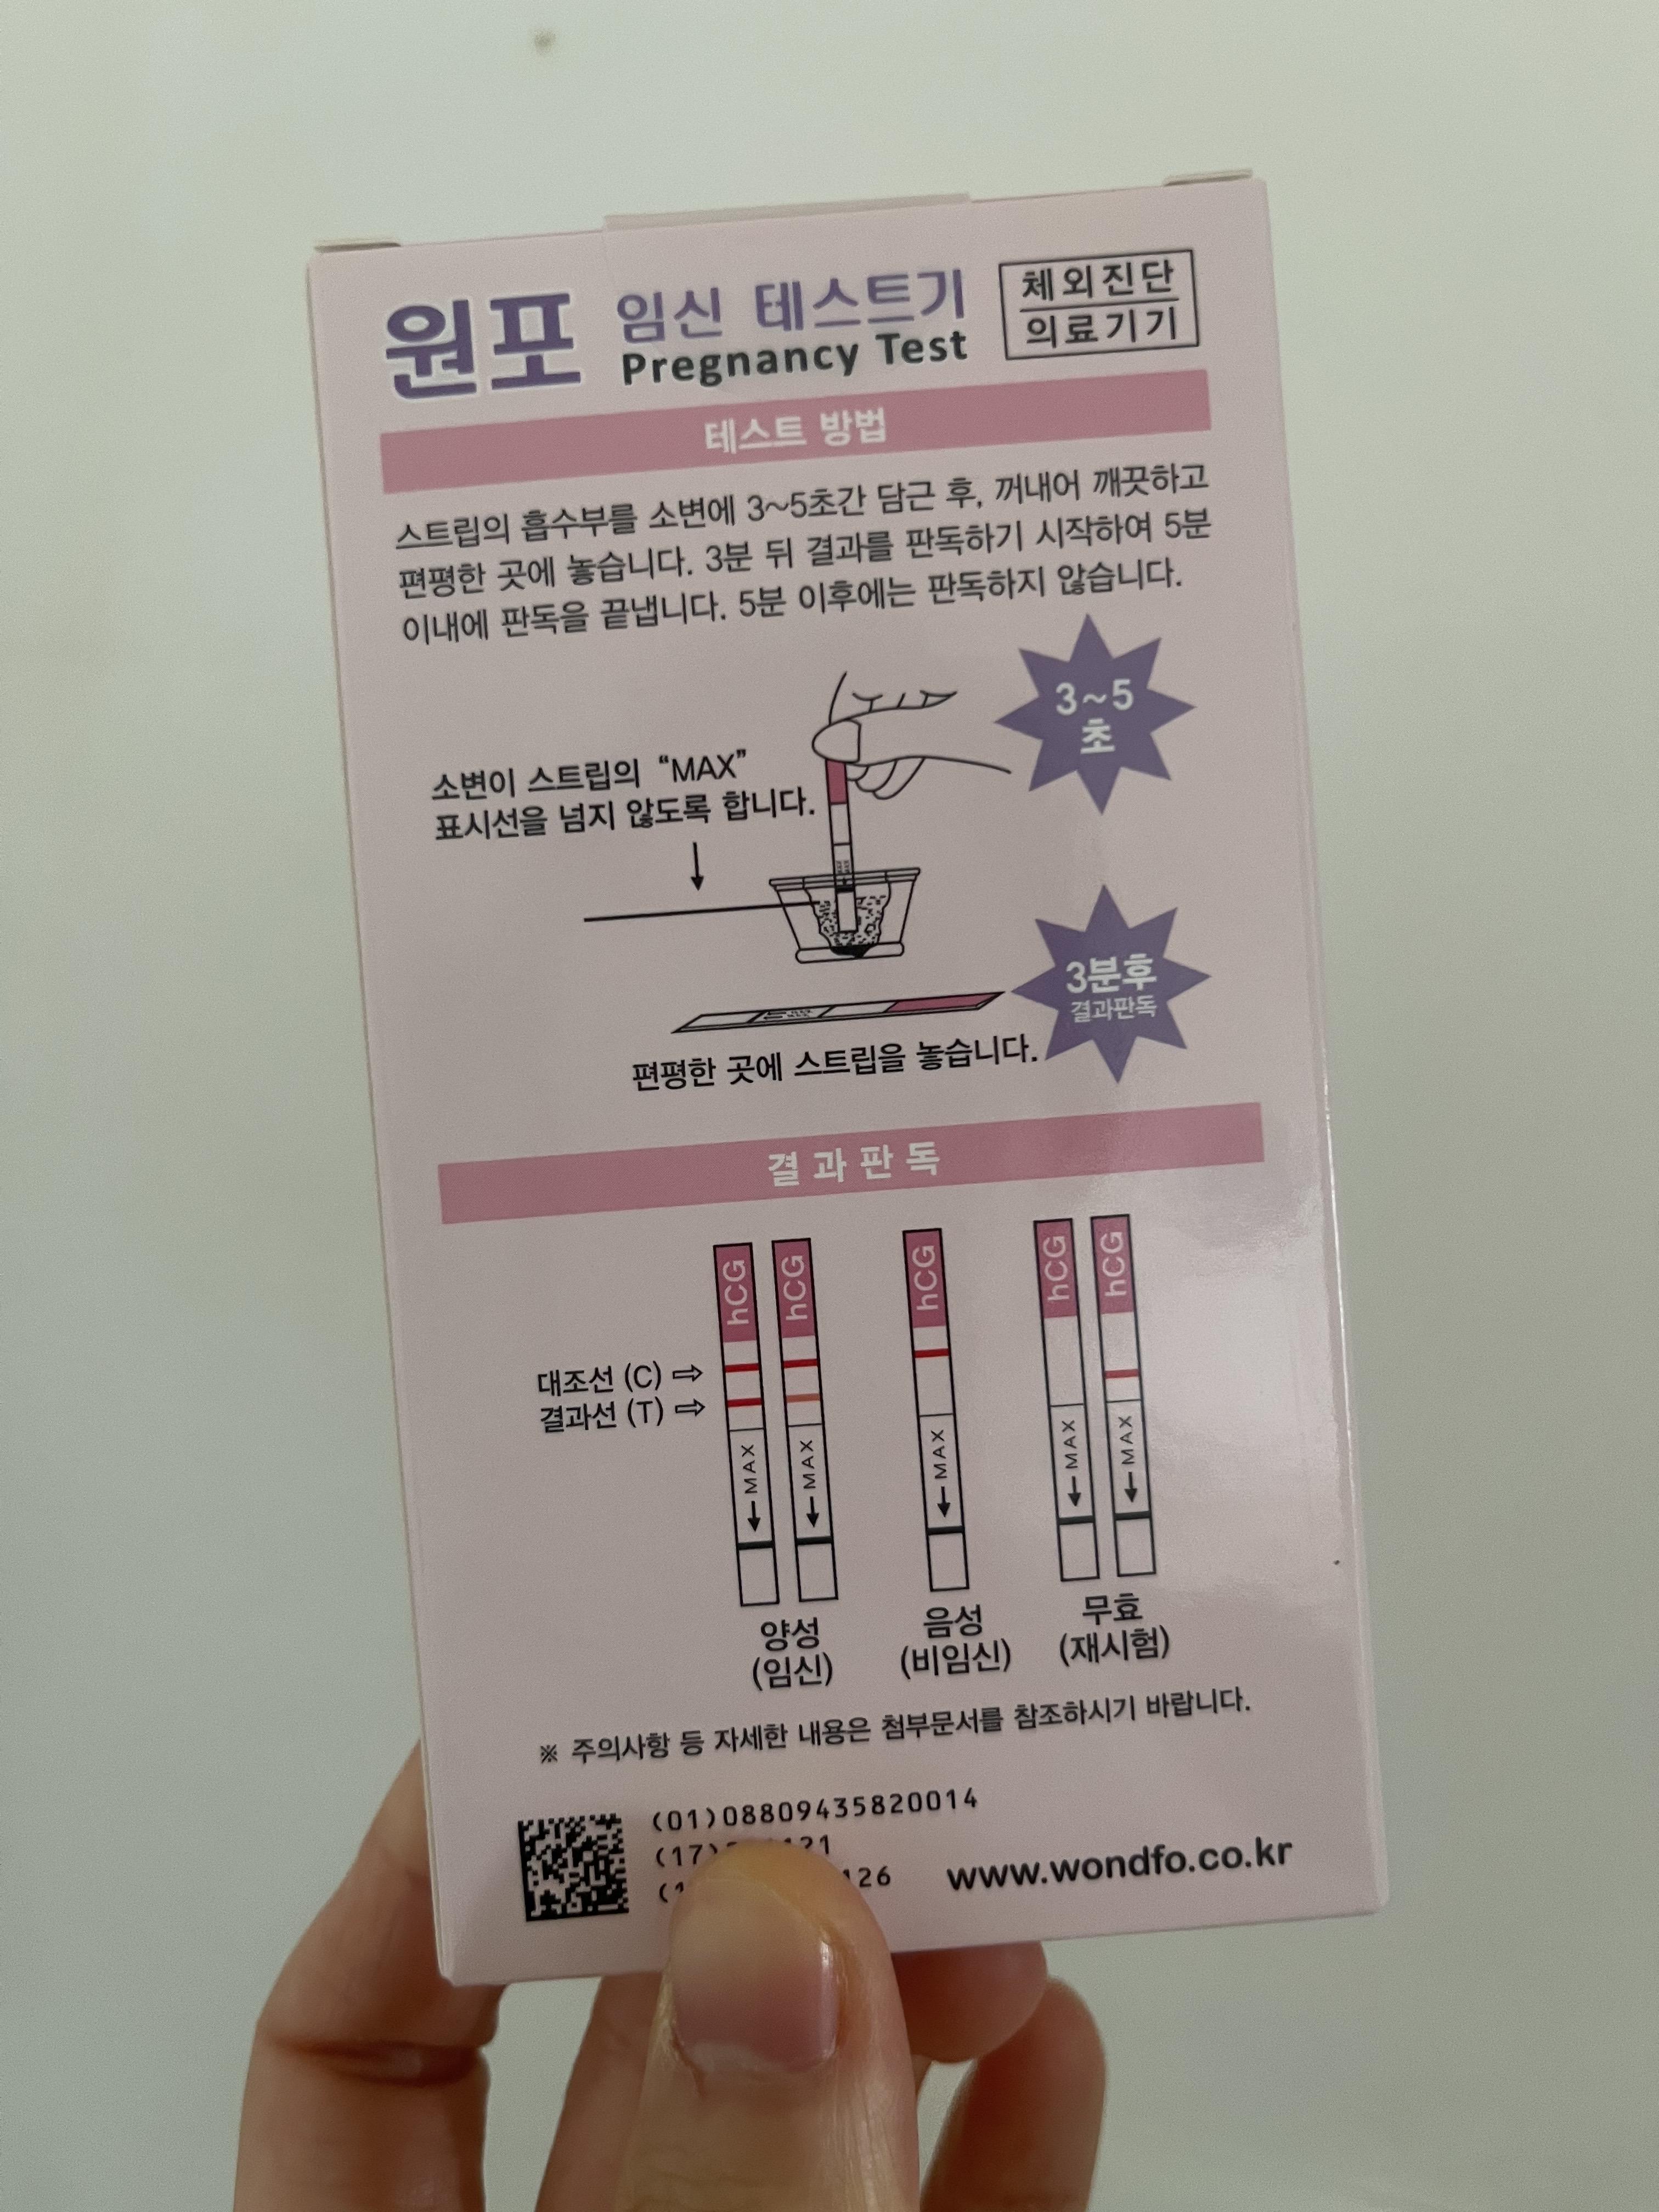 원포 임신 테스트기
Pregnancy Test
체외진단
의료기기
테스트 방법
스트립의 흡수부를 소변에 3~5초간 담근 후, 꺼내어 깨끗하고
편평한 곳에 놓습니다. 3분 뒤 결과를 판독하기 시작하여 5분
이내에 판독을 끝냅니다. 5분 이후에는 판독하지 않습니다.
3~5
초
소변이 스트립의 “MAX”
표시선을 넘지 않도록 합니다.
3분후
결과판독
편평한 곳에 스트립을 놓습니다.
결과판독
hCG hCG hCG hCG hCG
대조선 (C) ⇨
결과선 (T) ⇨
MAX MAX MAX MAX MAX
양성 음성 무효
(임신) (비임신) (재시험)
※ 주의사항 등 자세한 내용은 첨부문서를 참조하시기 바랍니다.
(01)08809435820014
(17)
www.wondfo.co.kr